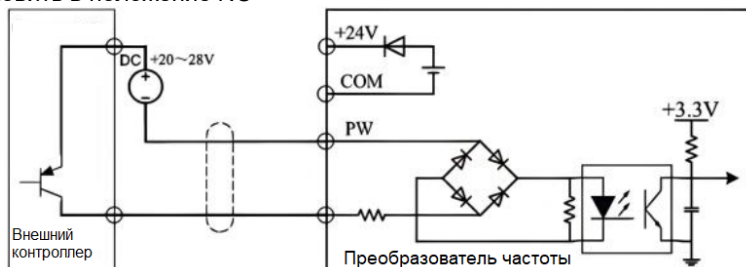 DC +20～28V
+
−
+24V
COM
PW
+3.3V
Внешний
контроллер
Преобразователь частоты